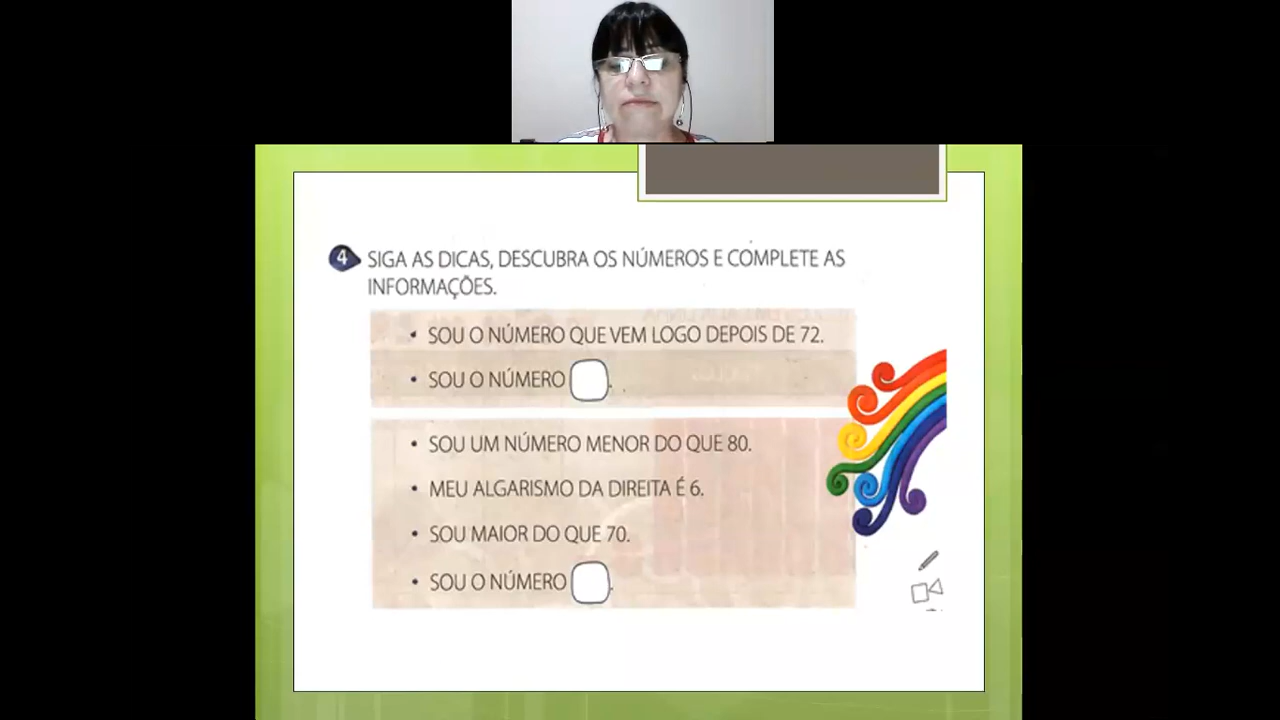 4 SIGA AS DICAS, DESCUBRA OS NÚMEROS E COMPLETE AS
INFORMAÇÕES.
• SOU O NÚMERO QUE VEM LOGO DEPOIS DE 72.
• SOU O NÚMERO .
• SOU UM NÚMERO MENOR DO QUE 80.
• MEU ALGARISMO DA DIREITA É 6.
• SOU MAIOR DO QUE 70.
• SOU O NÚMERO .